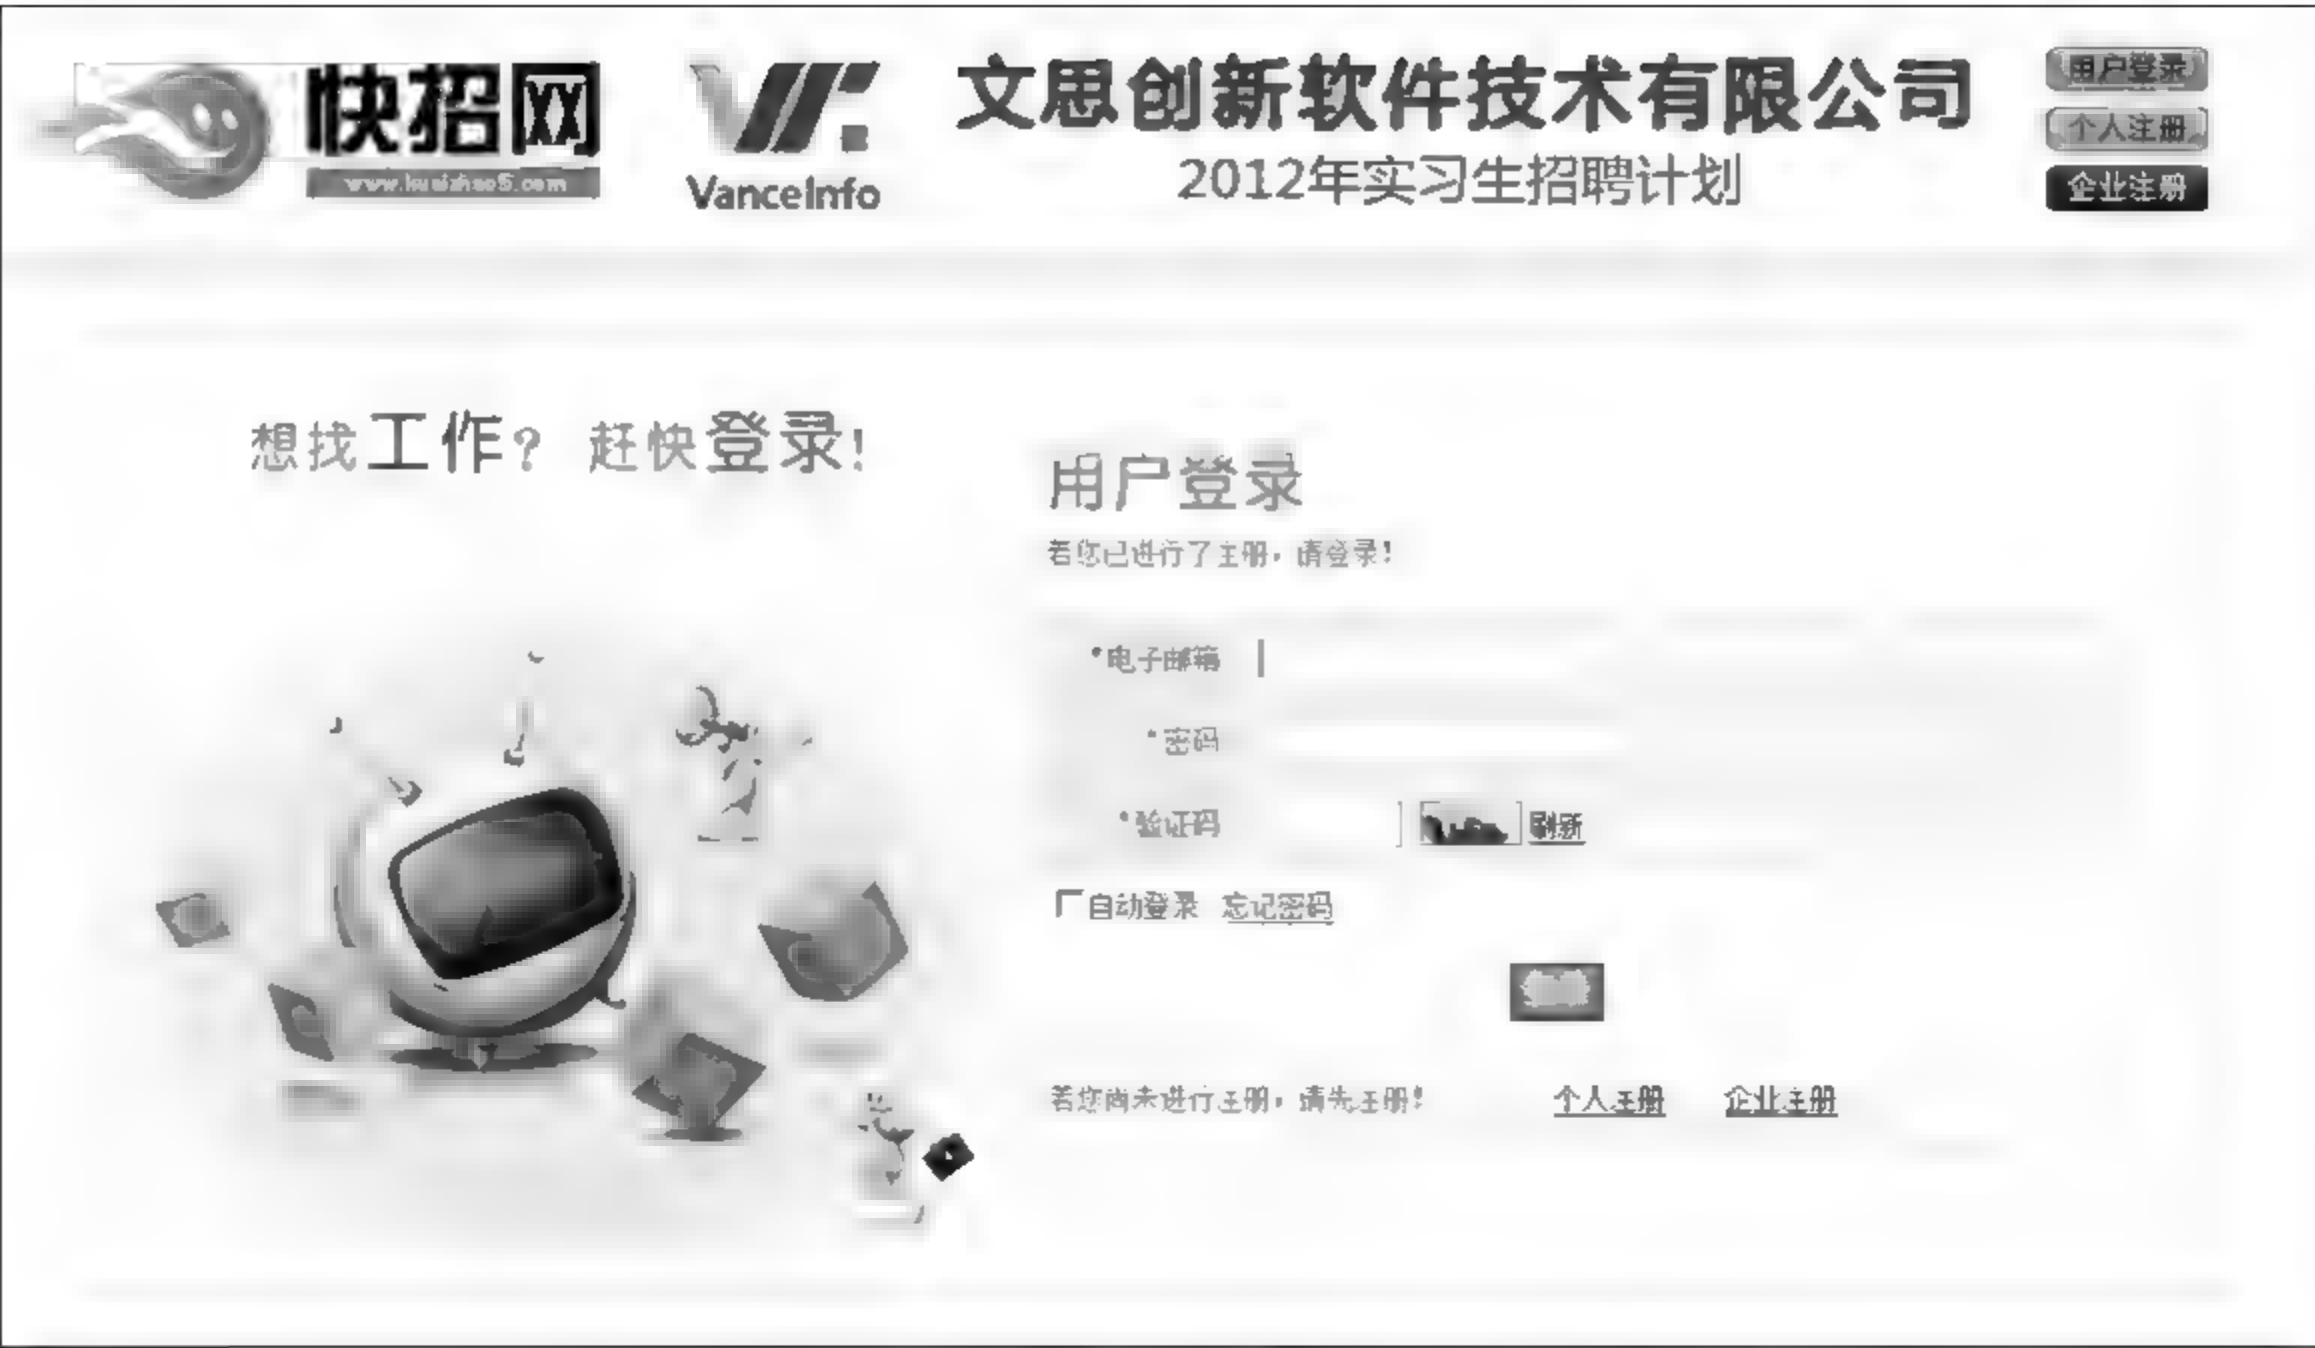 快招网
www.kuaizhao5.com
VanceInfo
文思创新软件技术有限公司
2012年实习生招聘计划
用户登录
个人注册
企业注册
想找工作? 赶快登录!
用户登录
若您已进行了注册，请登录!
*电子邮箱
*密码
*验证码 刷新
自动登录 忘记密码
若您尚未进行注册，请先注册! 个人注册 企业注册